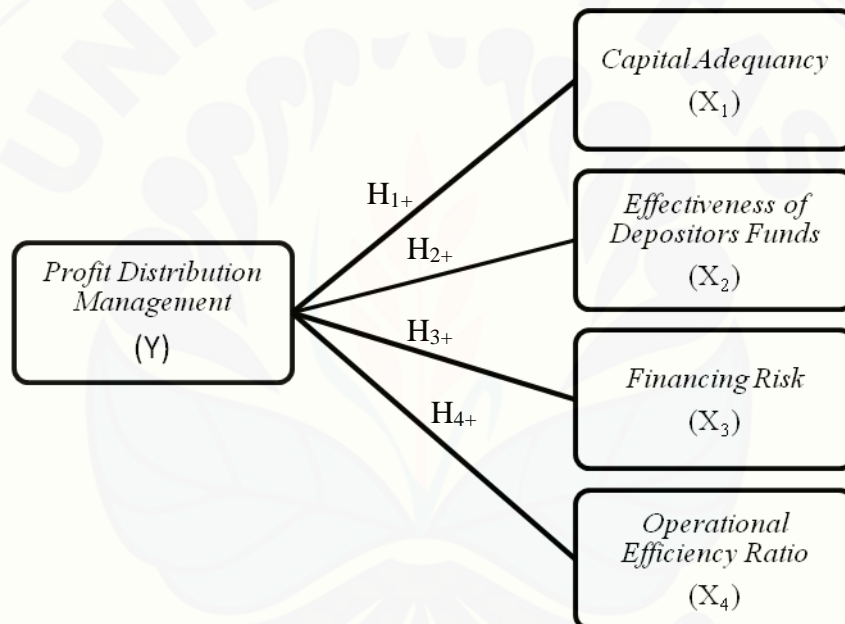 Capital Adequancy
(X₁)
H₁₊
Effectiveness of
Depositors Funds
(X₂)
H₂₊
Profit Distribution
Management
(Y)
H₃₊
Financing Risk
(X₃)
H₄₊
Operational
Efficiency Ratio
(X₄)